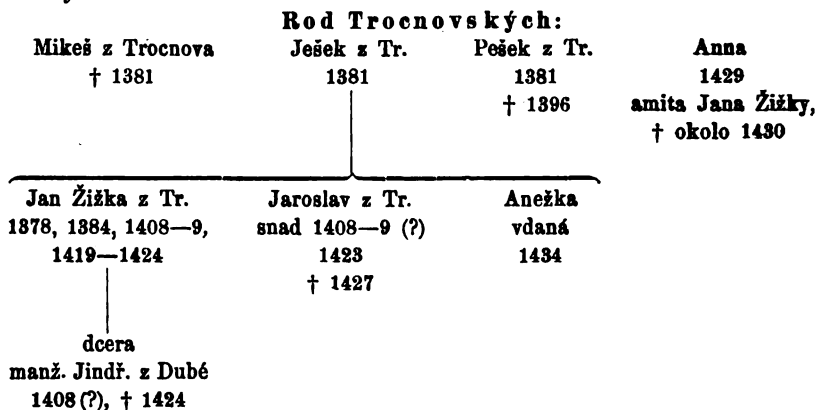 Rod Trocnovských:
Mikeš z Trocnova Ješek z Tr. Pešek z Tr. Anna
† 1381 1381 1381 1429
† 1396 amita Jana Žižky,
† okolo 1430
Jan Žižka z Tr. Jaroslav z Tr. Anežka
1378, 1384, 1408—9, snad 1408—9 (?) vdaná
1419—1424 1423 1434
† 1427
dcera
manž. Jindř. z Dubé
1408 (?), † 1424